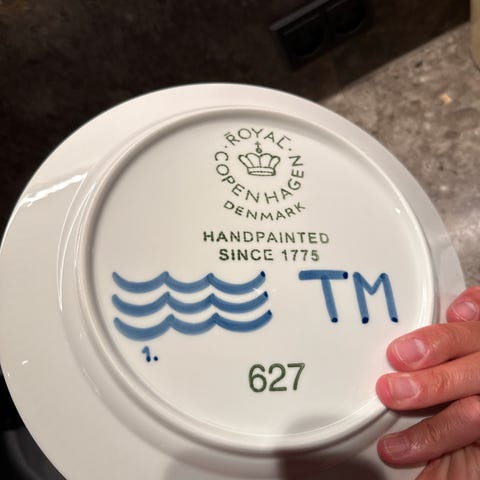 ROYAL
COPENHAGEN
DENMARK
HANDPAINTED
SINCE 1775
TM
1.
627